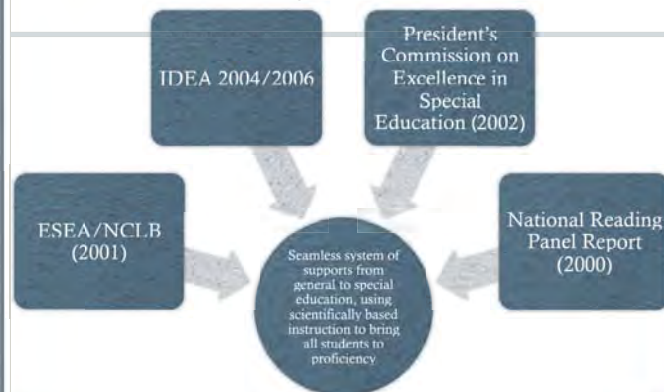 IDEA 2004/2006
President's
Commission on
Excellence in
Special
Education (2002)
ESEA/NCLB
(2001)
National Reading
Panel Report
(2000)
Seamless system of
supports from
general to special
education, using
scientifically based
instruction to bring
all students to
proficiency